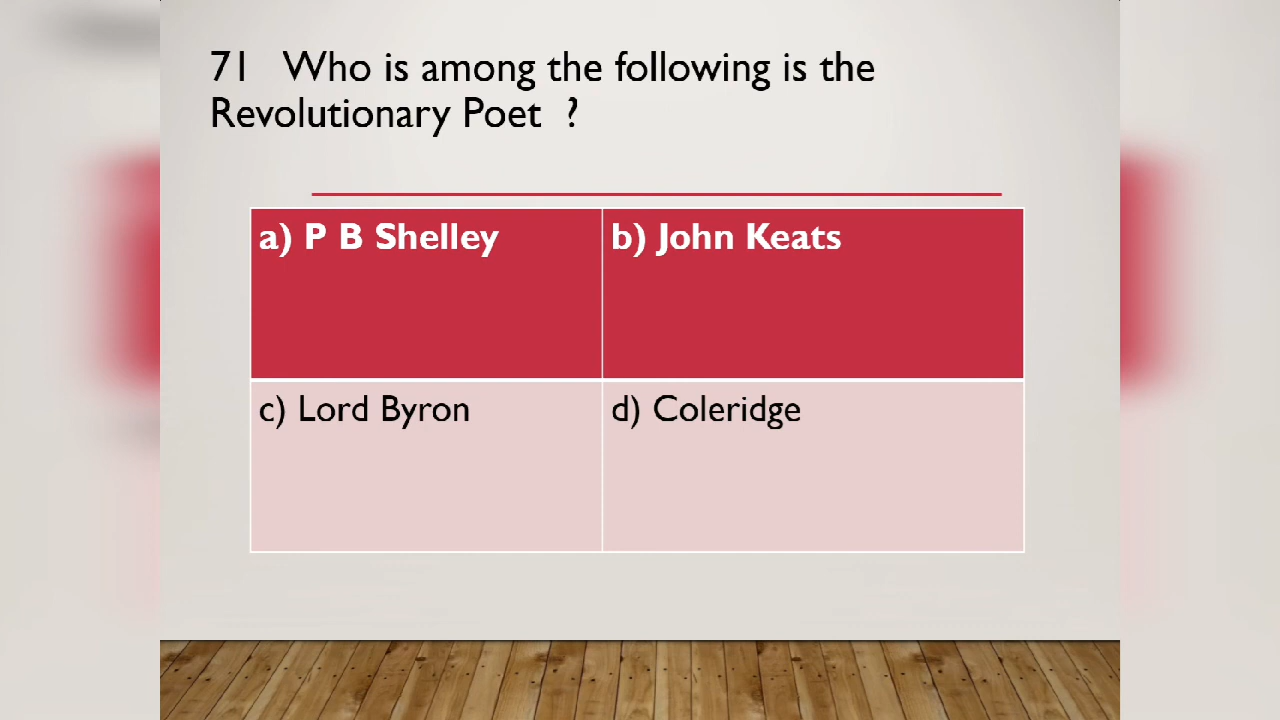 71 Who is among the following is the
Revolutionary Poet ?
a) P B Shelley
b) John Keats
c) Lord Byron
d) Coleridge